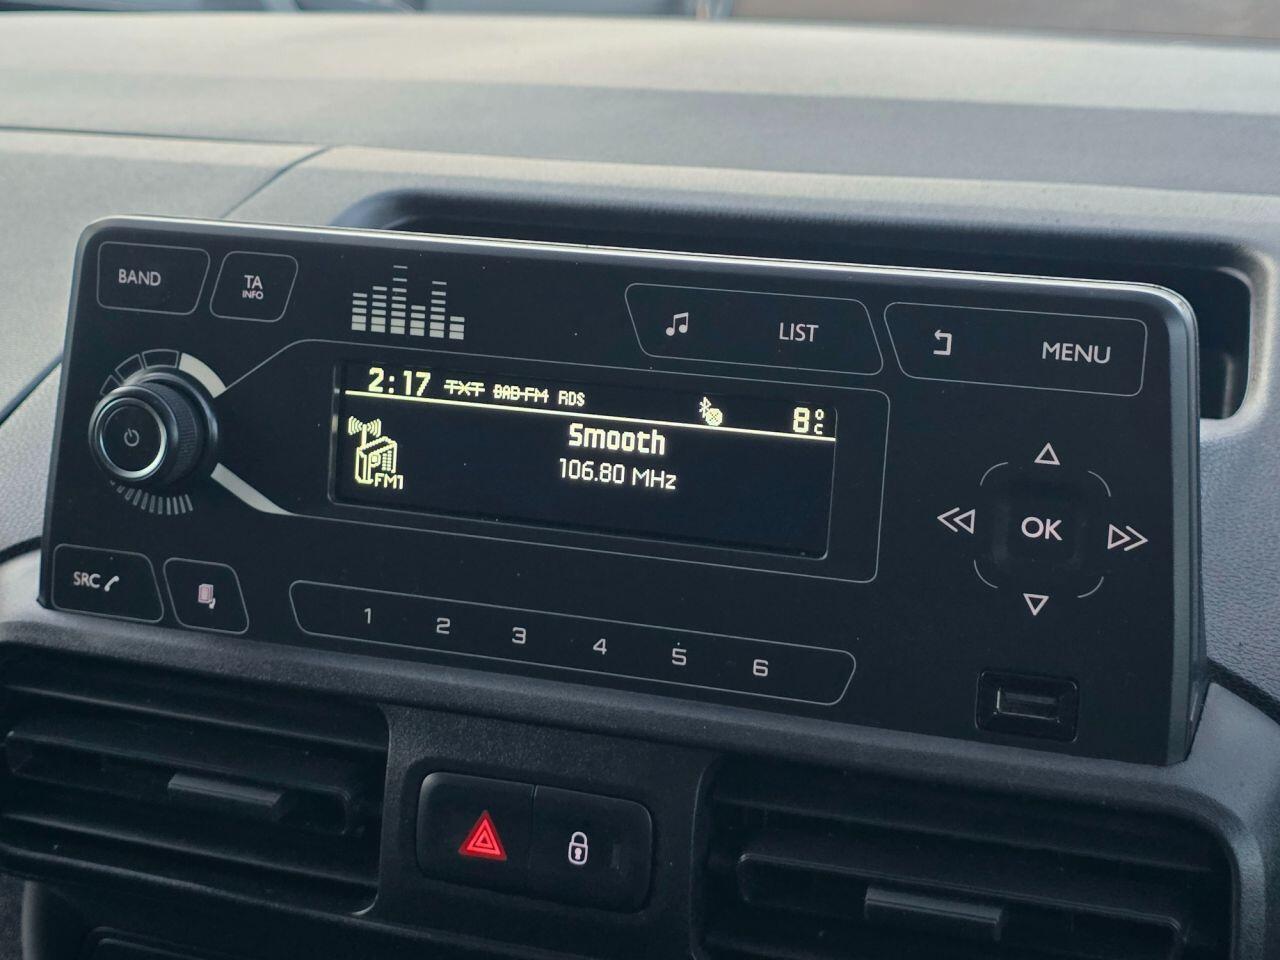 BAND
TA
INFO
LIST
MENU
2:17 TXT DAB-FM RDS 8°C
Smooth
106.80 MHz
FM1
OK
SRC
1 2 3 4 5 6